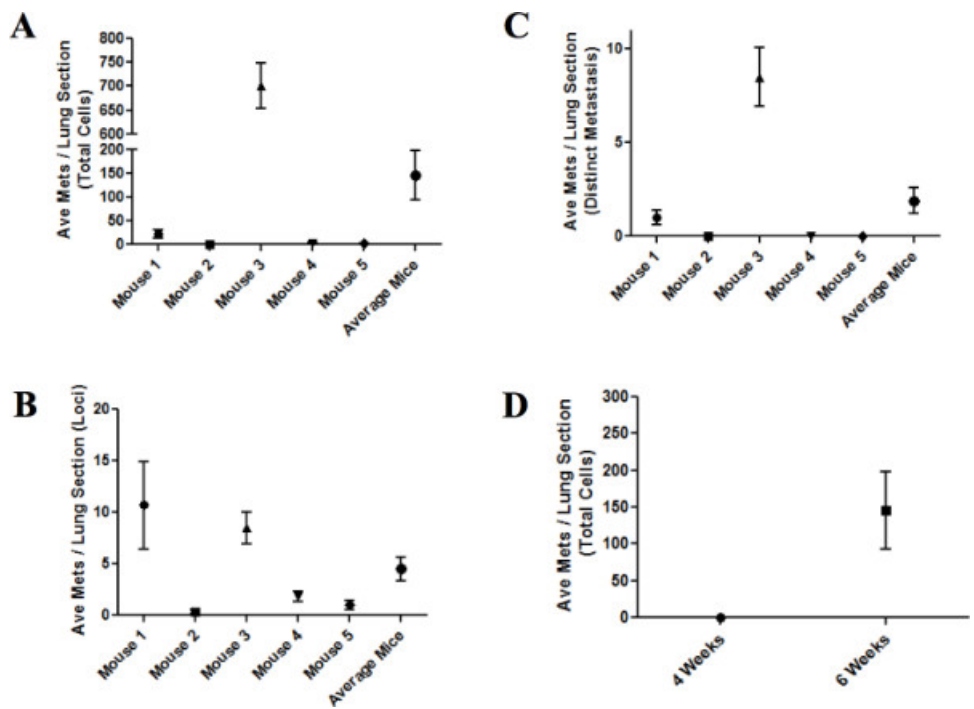 A
Ave Mets / Lung Section
(Total Cells)
800
750
700
650
600
200
150
100
50
0
Mouse 1
Mouse 2
Mouse 3
Mouse 4
Mouse 5
Average Mice
C
Ave Mets / Lung Section
(Distinct Metastasis)
10
5
0
Mouse 1
Mouse 2
Mouse 3
Mouse 4
Mouse 5
Average Mice
B
Ave Mets / Lung Section (Loci)
20
15
10
5
0
Mouse 1
Mouse 2
Mouse 3
Mouse 4
Mouse 5
Average Mice
D
Ave Mets / Lung Section
(Total Cells)
300
250
200
150
100
50
0
4 Weeks
6 Weeks